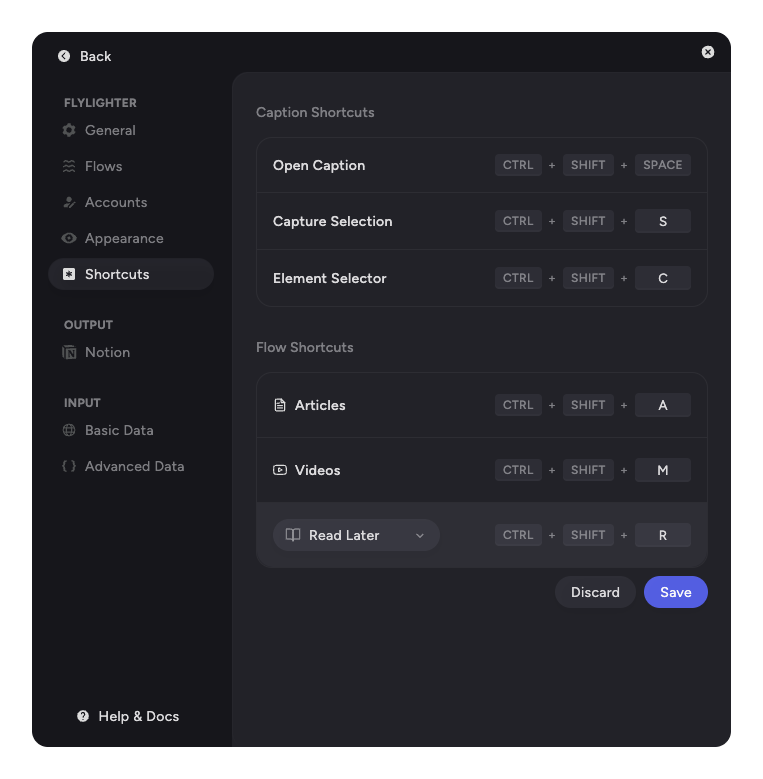 Back
FLYLIGHTER
General
Flows
Accounts
Appearance
Shortcuts
OUTPUT
Notion
INPUT
Basic Data
Advanced Data
Help & Docs
Caption Shortcuts
Open Caption CTRL + SHIFT + SPACE
Capture Selection CTRL + SHIFT + S
Element Selector CTRL + SHIFT + C
Flow Shortcuts
Articles CTRL + SHIFT + A
Videos CTRL + SHIFT + M
Read Later CTRL + SHIFT + R
Discard Save